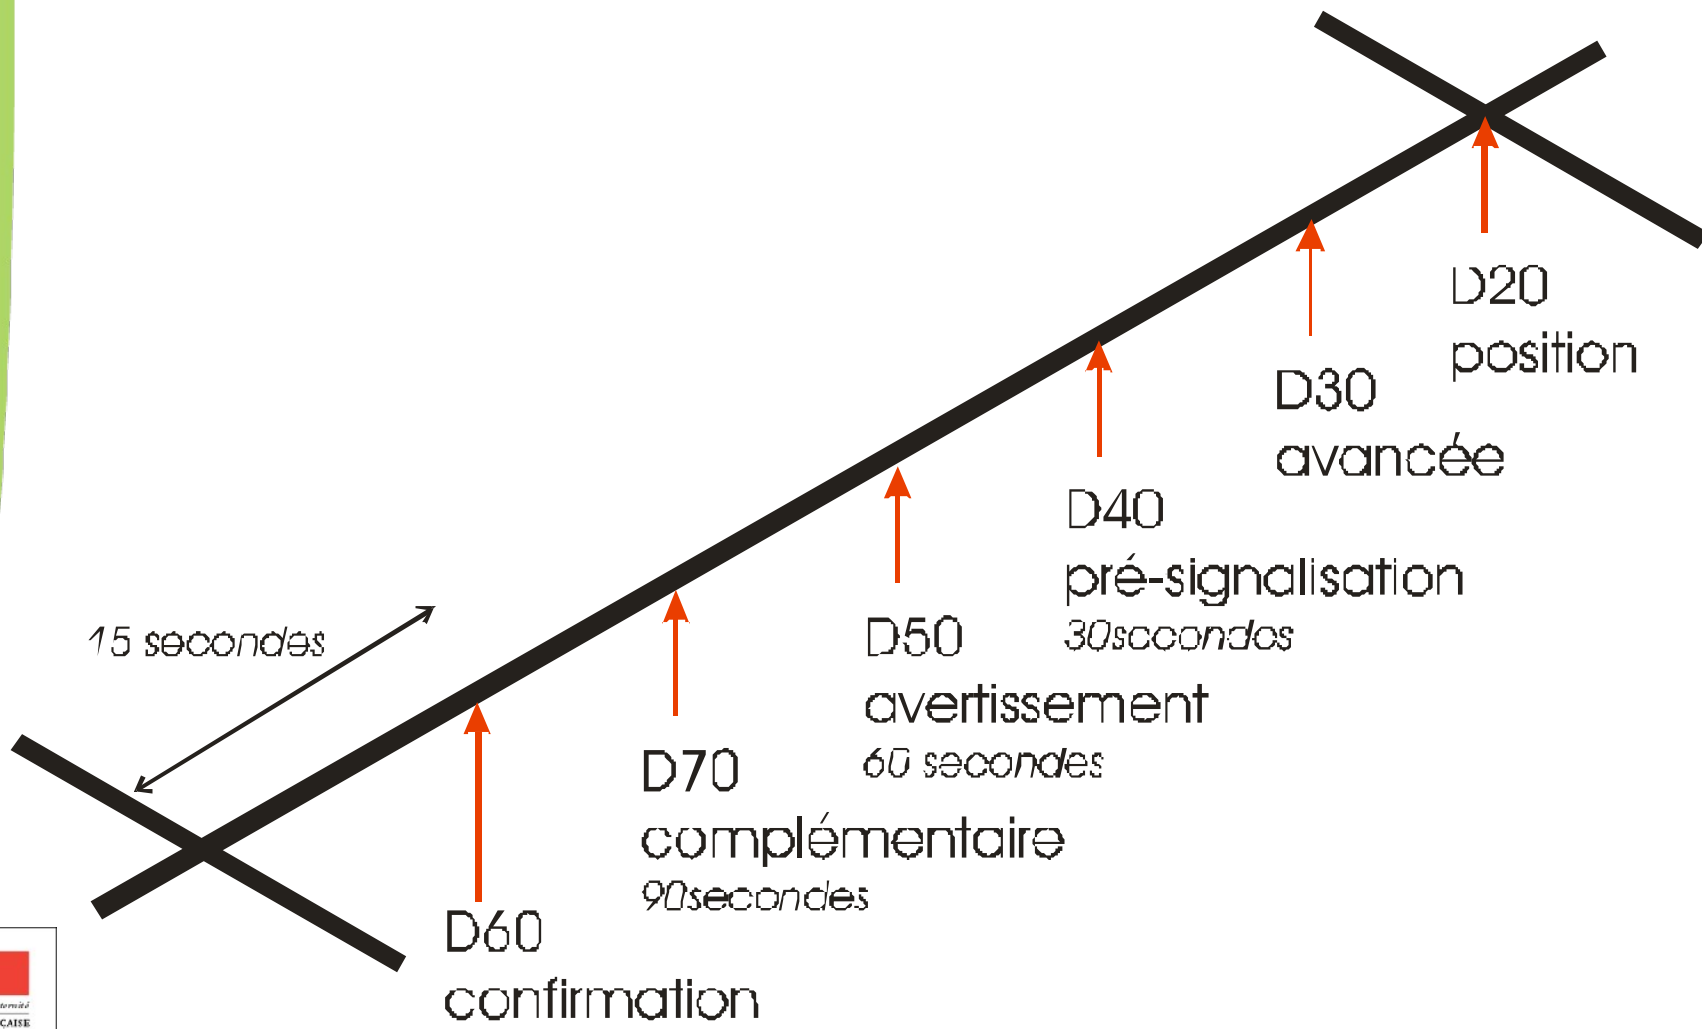 D20
position
D30
avancée
D40
pré-signalisation
30secondes
15 secondes
D50
avertissement
60 secondes
D70
complémentaire
90secondes
D60
confirmation